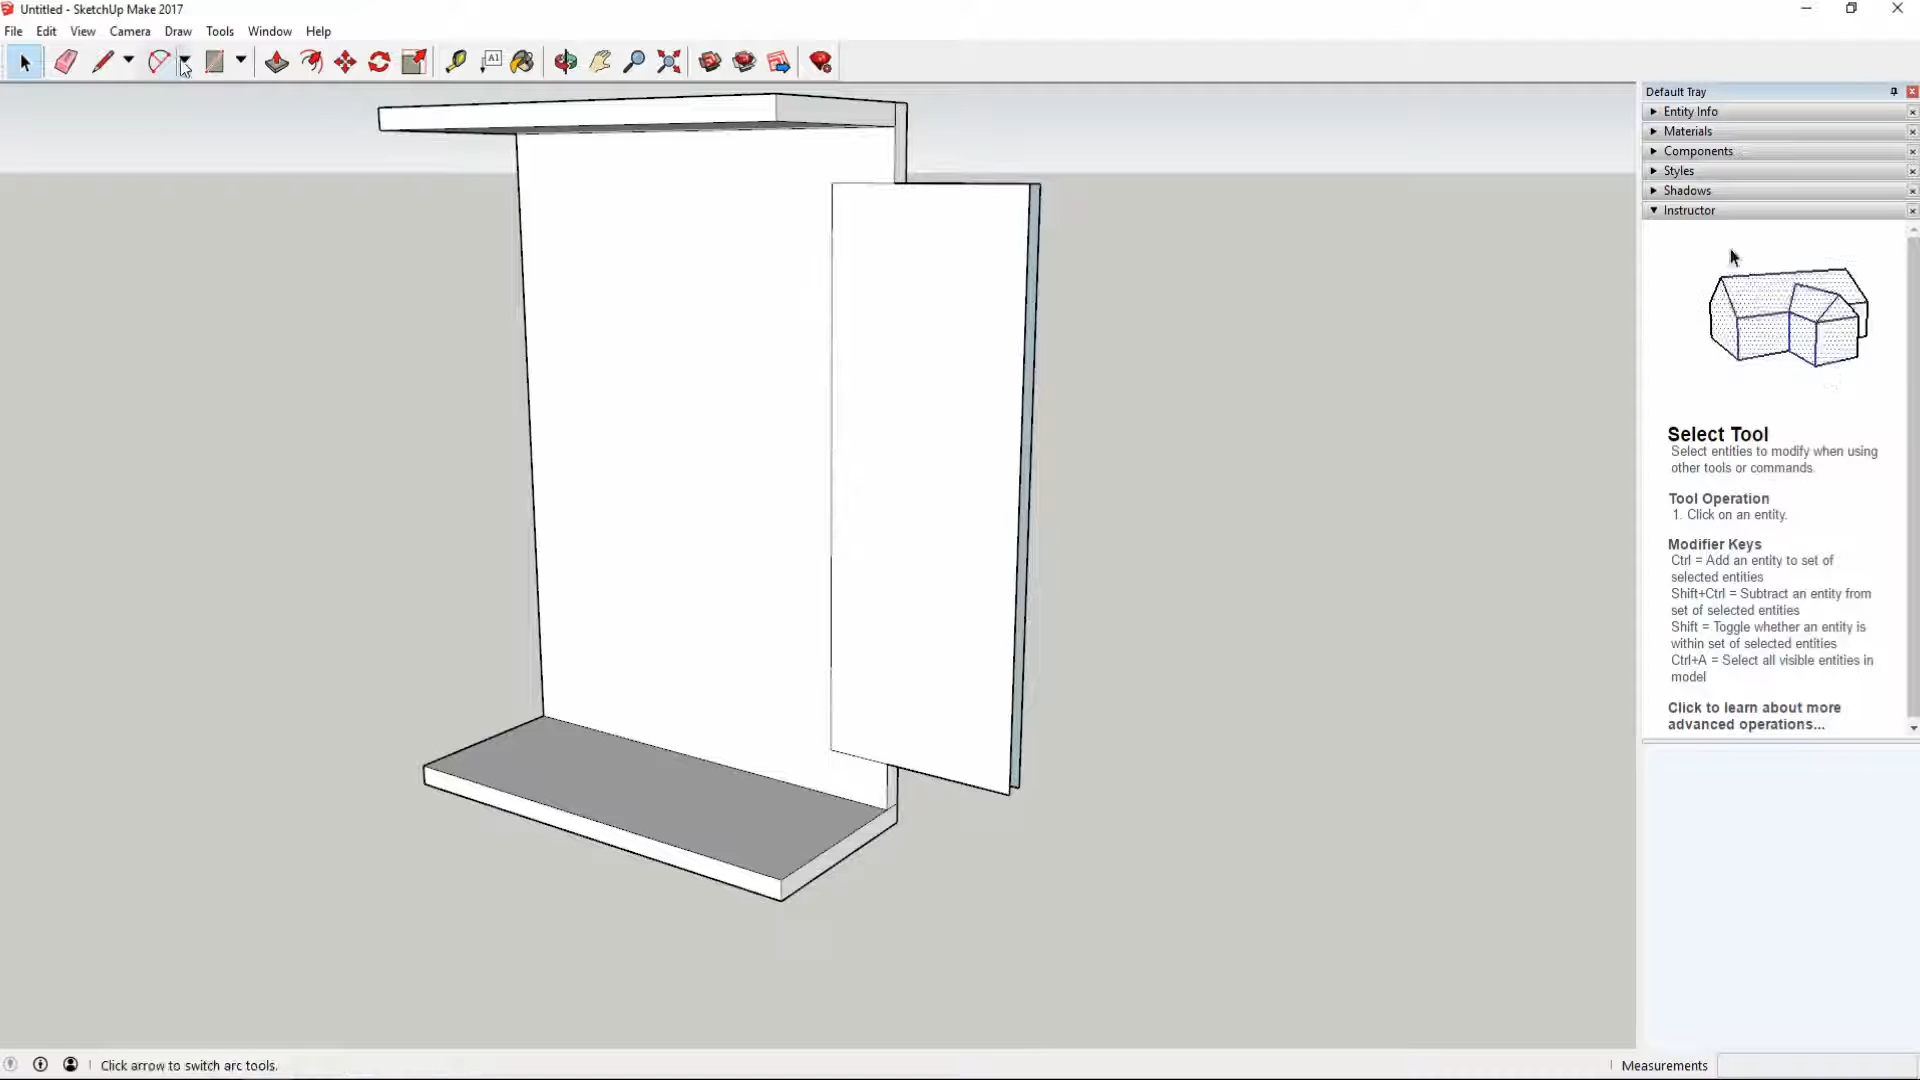 Untitled - SketchUp Make 2017
File Edit View Camera Draw Tools Window Help
A1
Default Tray
Entity Info
Materials
Components
Styles
Shadows
Instructor
Select Tool
Select entities to modify when using
other tools or commands.
Tool Operation
1. Click on an entity.
Modifier Keys
Ctrl = Add an entity to set of
selected entities
Shift+Ctrl = Subtract an entity from
set of selected entities
Shift = Toggle whether an entity is
within set of selected entities
Ctrl+A = Select all visible entities in
model
Click to learn about more
advanced operations...
Click arrow to switch arc tools.
Measurements